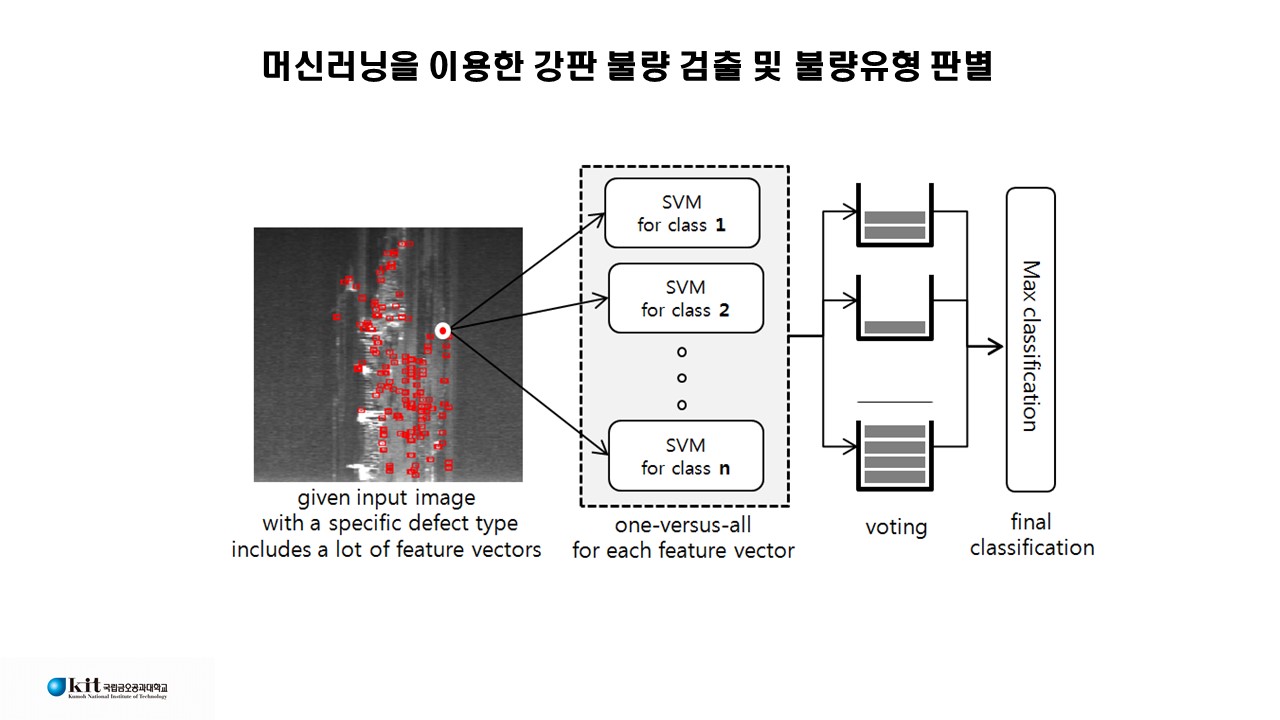 머신러닝을 이용한 강판 불량 검출 및 불량유형 판별
given input image
with a specific defect type
includes a lot of feature vectors
SVM
for class 1
SVM
for class 2
SVM
for class n
one-versus-all
for each feature vector
voting
Max classification
final
classification
kit 국립금오공과대학교
Kumoh National Institute of Technology